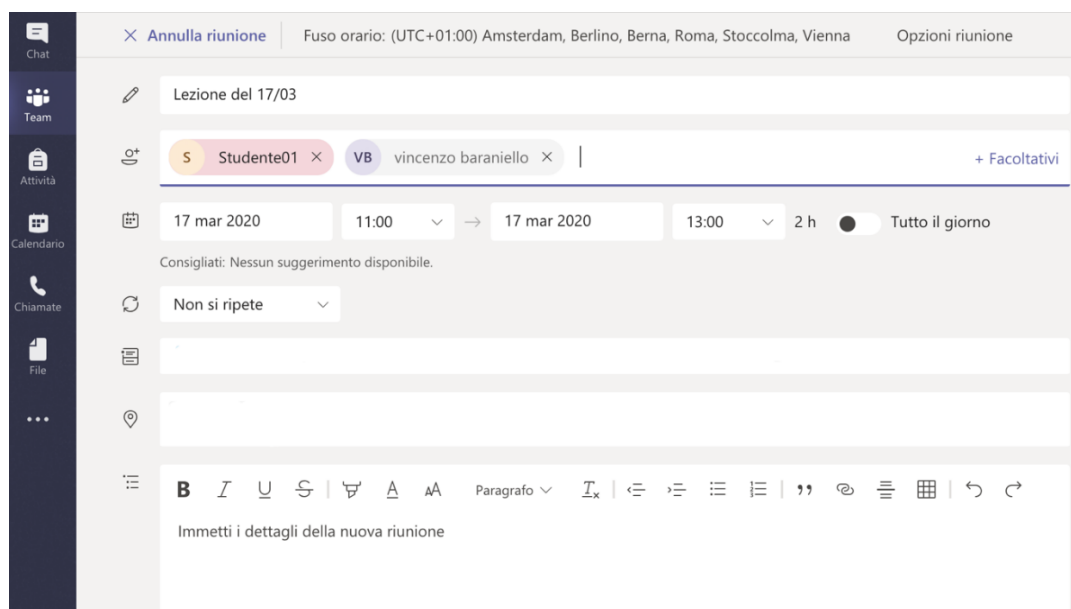 Chat
Team
Attività
Calendario
Chiamate
File
Annulla riunione
Fuso orario: (UTC+01:00) Amsterdam, Berlino, Berna, Roma, Stoccolma, Vienna
Opzioni riunione
Lezione del 17/03
S Studente01 VB vincenzo baraniello + Facoltativi
17 mar 2020 11:00 → 17 mar 2020 13:00 2 h Tutto il giorno
Consigliati: Nessun suggerimento disponibile.
Non si ripete
Paragrafo
Immetti i dettagli della nuova riunione